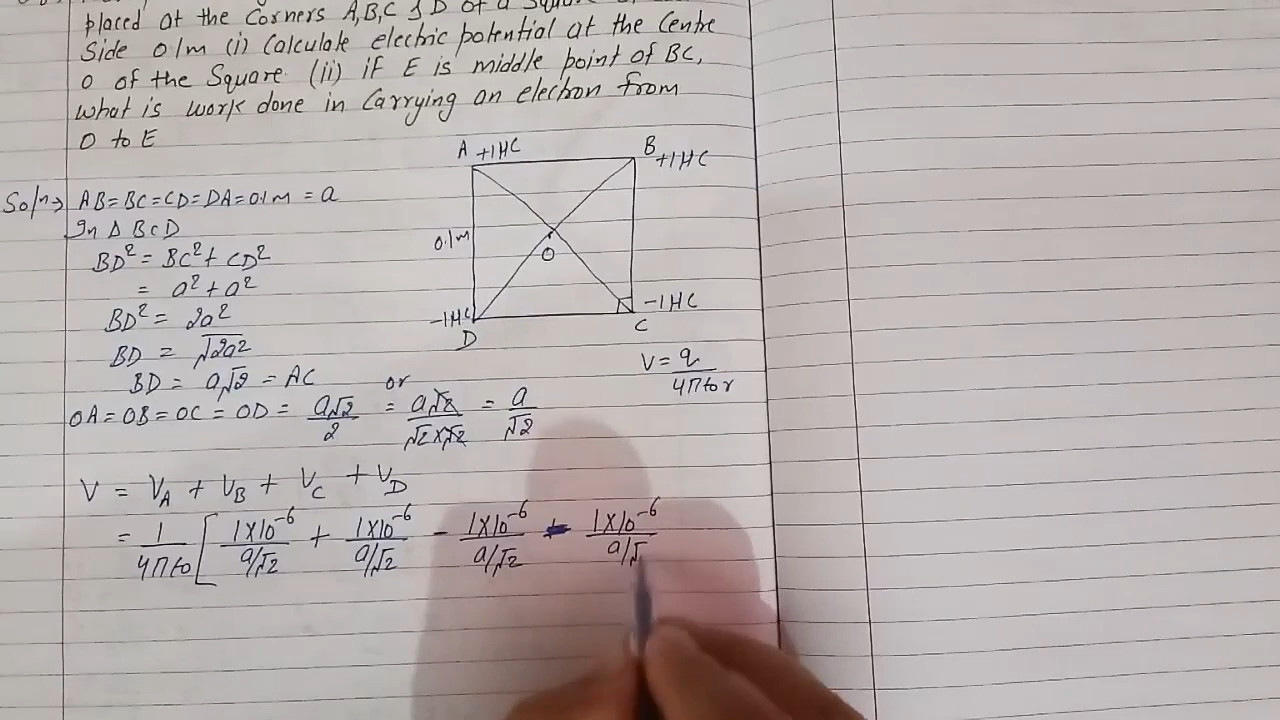 placed at the Corners A,B,C & D of a Square of
Side 0.1m (i) Calculate electric potential at the Centre
O of the Square (ii) if E is middle point of BC,
what is work done in Carrying an electron from
O to E
A +1μC
B +1μC
Soln→ AB=BC=CD=DA=0.1m = a
In Δ BCD
BD² = BC² + CD²
= a² + a²
BD² = 2a²
BD = √2a²
BD = a√2 = AC
0.1m
O
-1μC
D
-1μC
C
V = q/4πϵ₀r
OA = OB = OC = OD = a√2/2 or = a√2/√2×√2 = a/√2
V = V_A + V_B + V_C + V_D
= 1/4πϵ₀ [ 1×10⁻⁶/a/√2 + 1×10⁻⁶/a/√2 - 1×10⁻⁶/a/√2 - 1×10⁻⁶/a/√